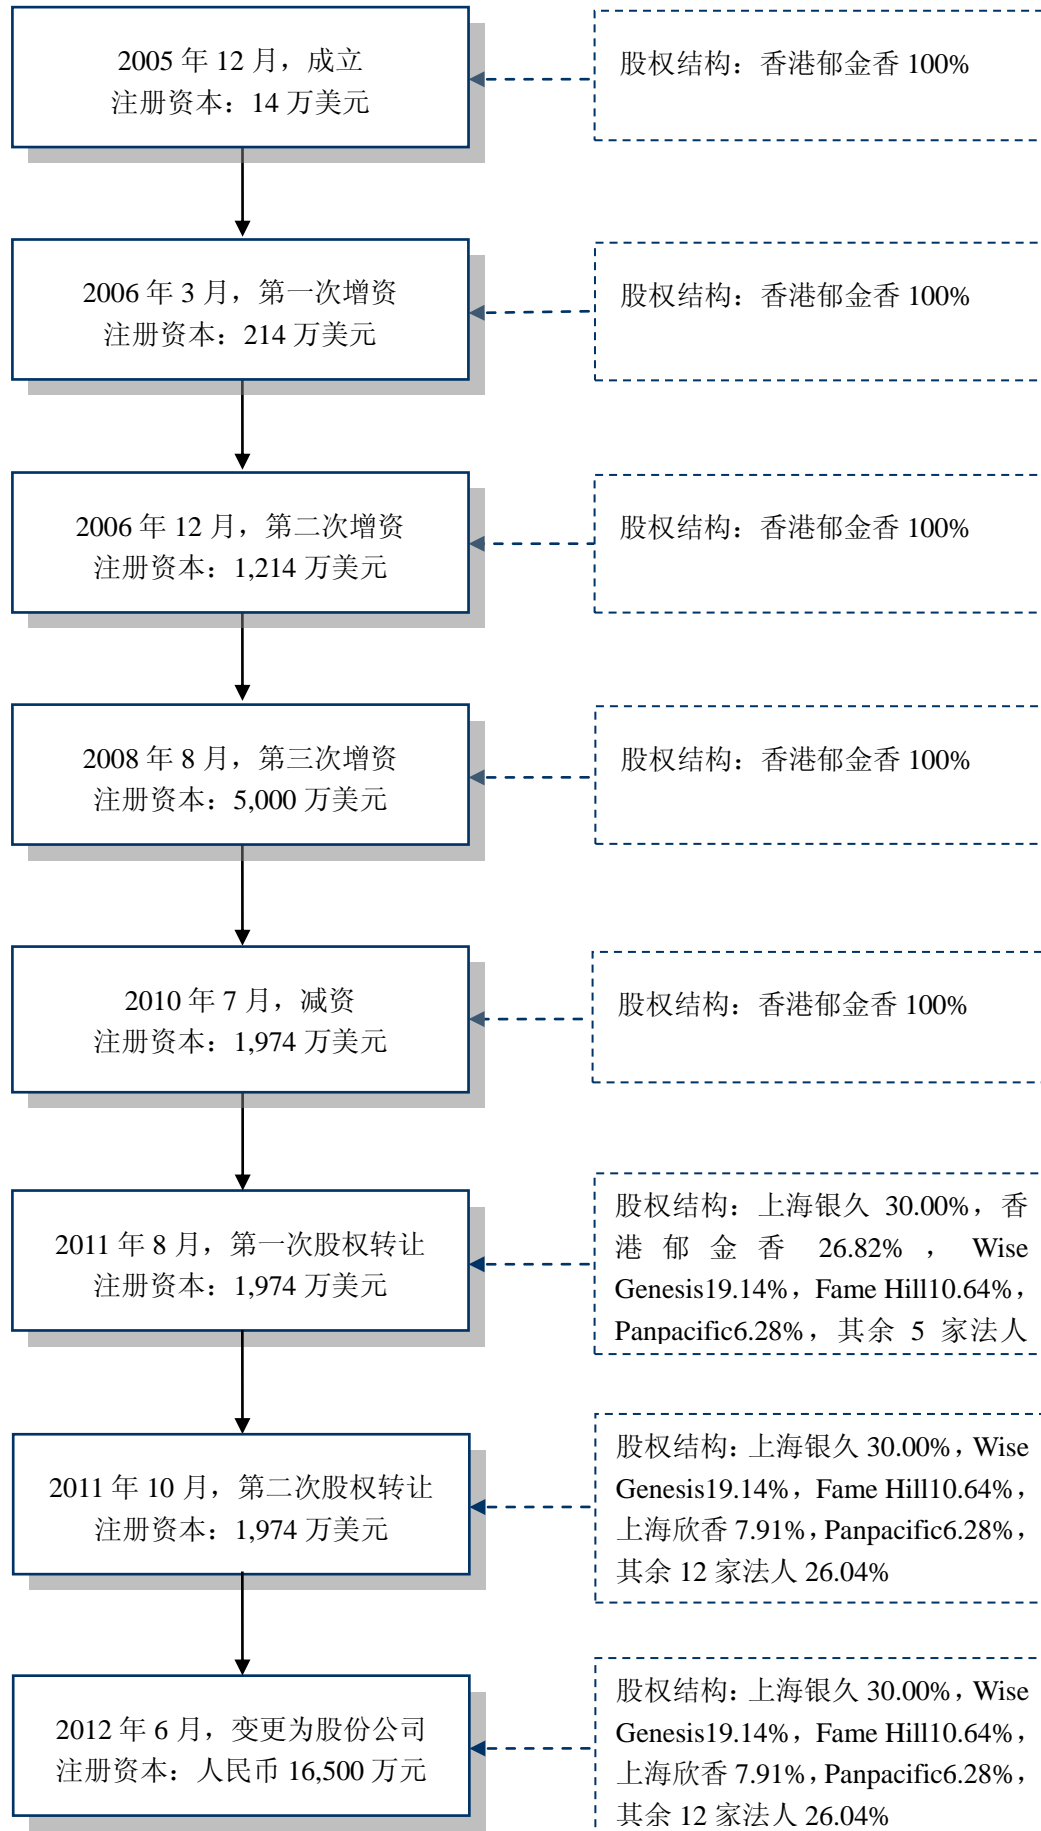 2005 年 12 月，成立
注册资本：14 万美元
股权结构：香港郁金香 100%
2006 年 3 月，第一次增资
注册资本：214 万美元
股权结构：香港郁金香 100%
2006 年 12 月，第二次增资
注册资本：1,214 万美元
股权结构：香港郁金香 100%
2008 年 8 月，第三次增资
注册资本：5,000 万美元
股权结构：香港郁金香 100%
2010 年 7 月，减资
注册资本：1,974 万美元
股权结构：香港郁金香 100%
2011 年 8 月，第一次股权转让
注册资本：1,974 万美元
股权结构：上海银久 30.00%，香
港郁金香 26.82%，Wise
Genesis19.14%，Fame Hill10.64%，
Panpacific6.28%，其余 5 家法人
2011 年 10 月，第二次股权转让
注册资本：1,974 万美元
股权结构：上海银久 30.00%，Wise
Genesis19.14%，Fame Hill10.64%，
上海欣香 7.91%，Panpacific6.28%，
其余 12 家法人 26.04%
2012 年 6 月，变更为股份公司
注册资本：人民币 16,500 万元
股权结构：上海银久 30.00%，Wise
Genesis19.14%，Fame Hill10.64%，
上海欣香 7.91%，Panpacific6.28%，
其余 12 家法人 26.04%